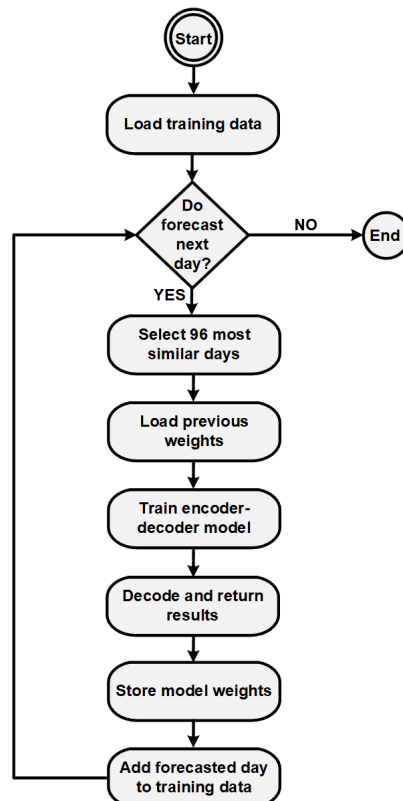 Start
Load training data
Do
forecast
next
day?
NO
End
YES
Select 96 most
similar days
Load previous
weights
Train encoder-
decoder model
Decode and return
results
Store model weights
Add forecasted day
to training data